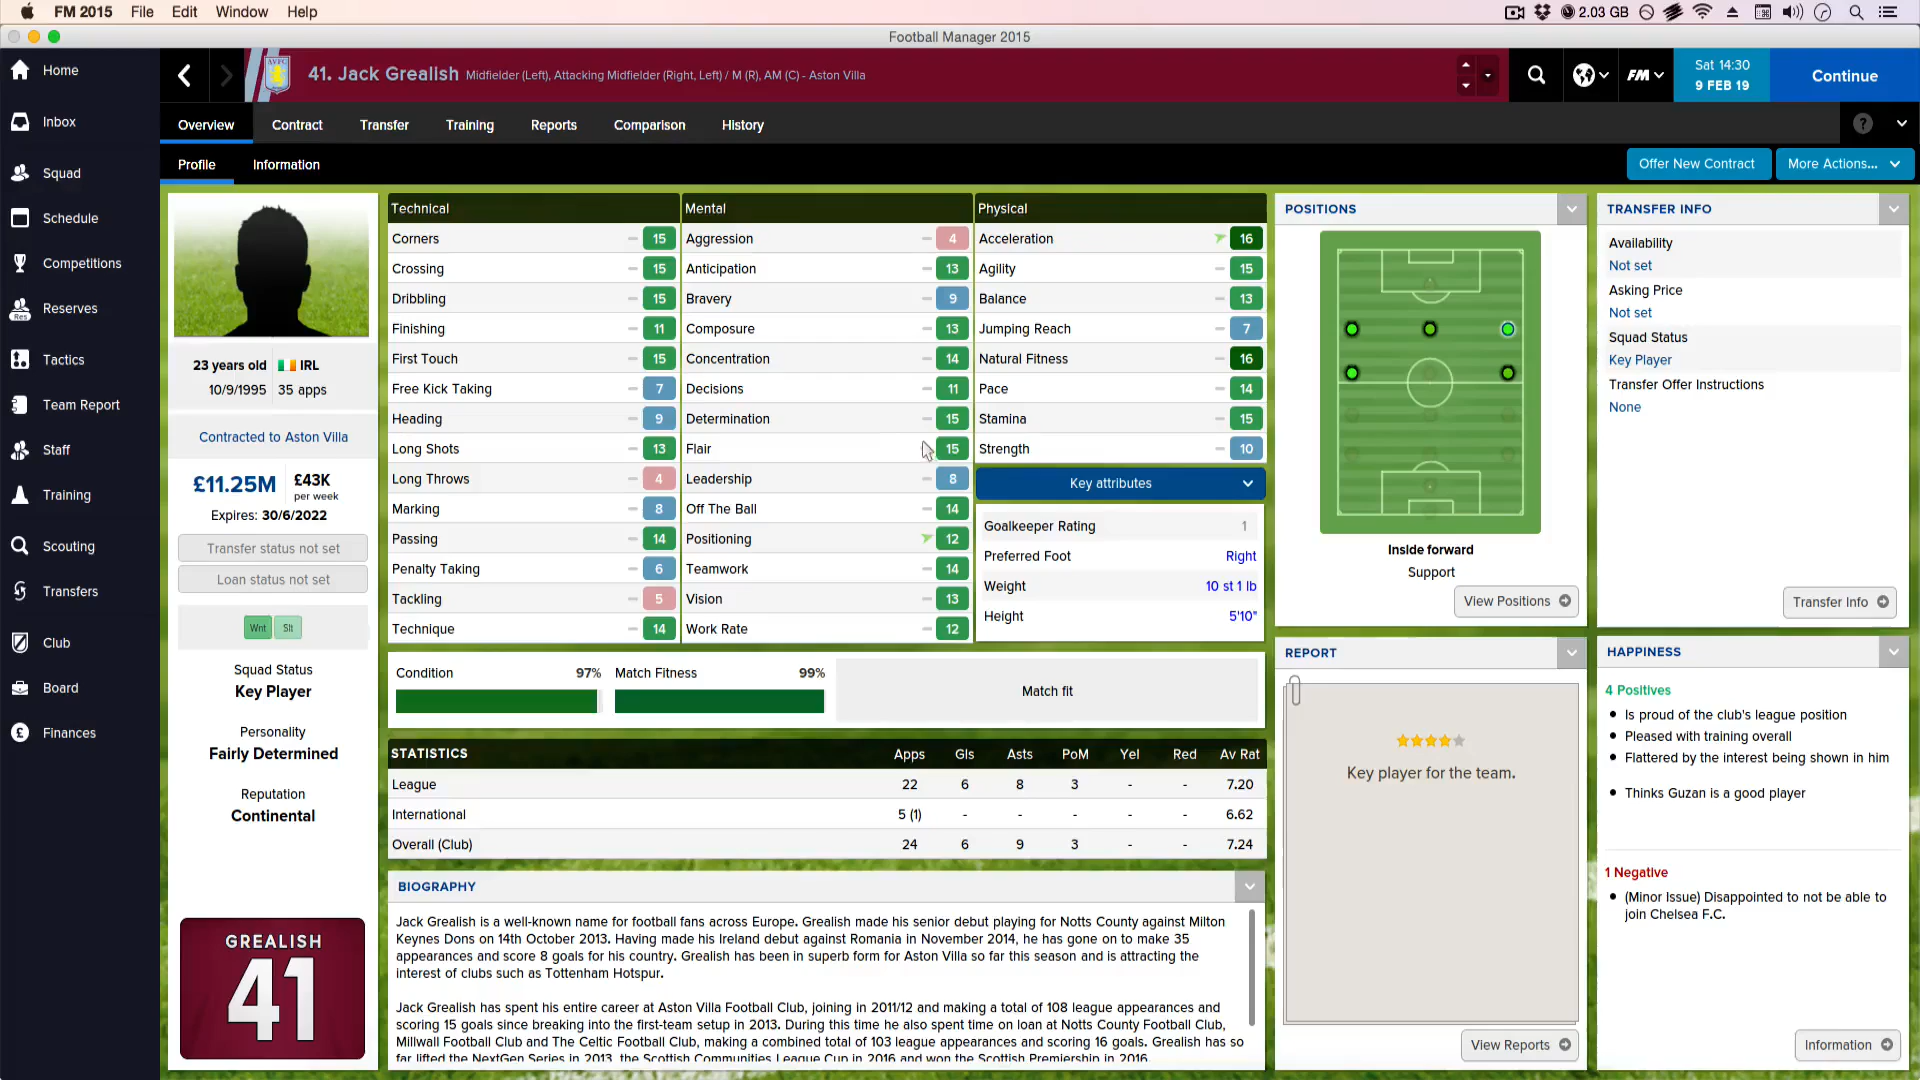 FM 2015 File Edit Window Help
2.03 GB
Football Manager 2015
Home
Inbox
Squad
Schedule
Competitions
Reserves
Res
Tactics
Team Report
Staff
Training
Scouting
Transfers
Club
Board
Finances
AVFC
41. Jack Grealish Midfielder (Left), Attacking Midfielder (Right, Left) / M (R), AM (C) - Aston Villa
FM
Sat 14:30
9 FEB 19
Continue
Overview Contract Transfer Training Reports Comparison History
?
Profile Information
Offer New Contract
More Actions...
23 years old IRL
10/9/1995 35 apps
Contracted to Aston Villa
£11.25M £43K
per week
Expires: 30/6/2022
Transfer status not set
Loan status not set
Wnt Slt
Squad Status
Key Player
Personality
Fairly Determined
Reputation
Continental
GREALISH
41
Technical
Corners 15
Crossing 15
Dribbling 15
Finishing 11
First Touch 15
Free Kick Taking 7
Heading 9
Long Shots 13
Long Throws 4
Marking 8
Passing 14
Penalty Taking 6
Tackling 5
Technique 14
Mental
Aggression 4
Anticipation 13
Bravery 9
Composure 13
Concentration 14
Decisions 11
Determination 15
Flair 15
Leadership 8
Off The Ball 14
Positioning 12
Teamwork 14
Vision 13
Work Rate 12
Physical
Acceleration 16
Agility 15
Balance 13
Jumping Reach 7
Natural Fitness 16
Pace 14
Stamina 15
Strength 10
Key attributes
Goalkeeper Rating 1
Preferred Foot Right
Weight 10 st 1 lb
Height 5'10"
Condition 97%
Match Fitness 99%
Match fit
STATISTICS Apps Gls Asts PoM Yel Red Av Rat
League 22 6 8 3 - - 7.20
International 5 (1) - - - - - 6.62
Overall (Club) 24 6 9 3 - - 7.24
BIOGRAPHY
Jack Grealish is a well-known name for football fans across Europe. Grealish made his senior debut playing for Notts County against Milton
Keynes Dons on 14th October 2013. Having made his Ireland debut against Romania in November 2014, he has gone on to make 35
appearances and score 8 goals for his country. Grealish has been in superb form for Aston Villa so far this season and is attracting the
interest of clubs such as Tottenham Hotspur.
Jack Grealish has spent his entire career at Aston Villa Football Club, joining in 2011/12 and making a total of 108 league appearances and
scoring 15 goals since breaking into the first-team setup in 2013. During this time he also spent time on loan at Notts County Football Club,
Millwall Football Club and The Celtic Football Club, making a combined total of 103 league appearances and scoring 16 goals. Grealish has so
far lifted the NextGen Series in 2013, the Scottish Communities League Cup in 2016 and won the Scottish Premiership in 2016.
POSITIONS
Inside forward
Support
View Positions
REPORT
Key player for the team.
View Reports
TRANSFER INFO
Availability
Not set
Asking Price
Not set
Squad Status
Key Player
Transfer Offer Instructions
None
Transfer Info
HAPPINESS
4 Positives
• Is proud of the club's league position
• Pleased with training overall
• Flattered by the interest being shown in him
• Thinks Guzan is a good player
1 Negative
• (Minor Issue) Disappointed to not be able to
join Chelsea F.C.
Information